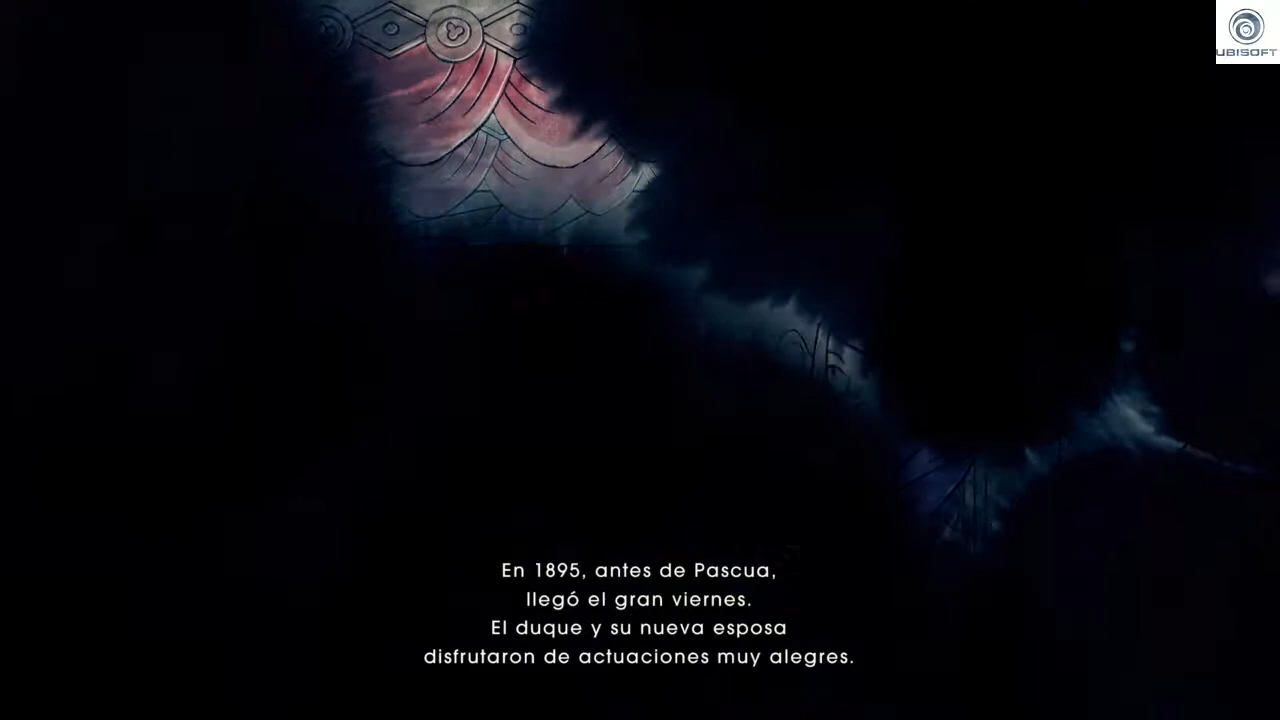 UBISOFT
En 1895, antes de Pascua,
llegó el gran viernes.
El duque y su nueva esposa
disfrutaron de actuaciones muy alegres.